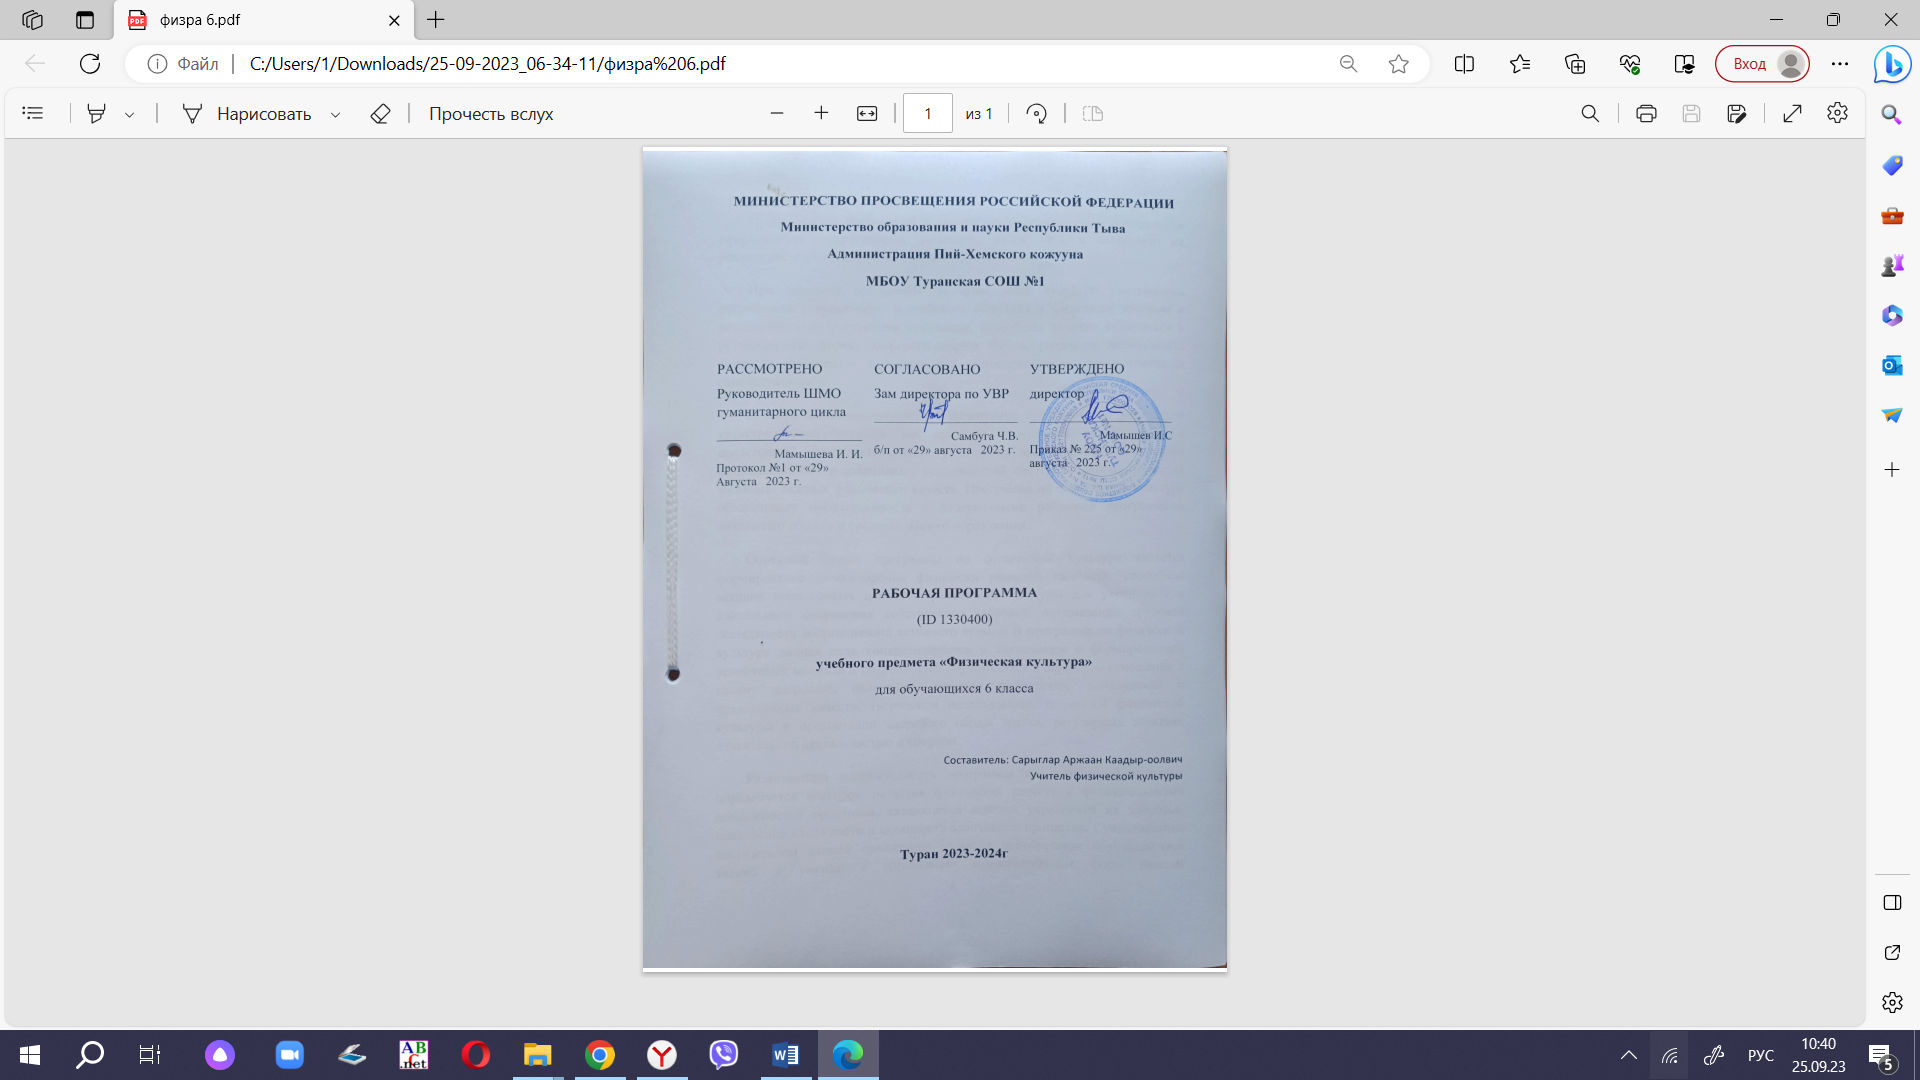 физра 6.pdf
Файл
C:/Users/1/Downloads/25-09-2023_06-34-11/физра%206.pdf
Вход
Нарисовать
Прочесть вслух
1
из 1
МИНИСТЕРСТВО ПРОСВЕЩЕНИЯ РОССИЙСКОЙ ФЕДЕРАЦИИ
Министерство образования и науки Республики Тыва
Администрация Пий-Хемского кожууна
МБОУ Туранская СОШ №1
РАССМОТРЕНО
Руководитель ШМО
гуманитарного цикла
Мамышева И. И.
Протокол №1 от «29»
Августа 2023 г.
СОГЛАСОВАНО
Зам директора по УВР
Самбуга Ч.В.
б/п от «29» августа 2023 г.
УТВЕРЖДЕНО
директор
Мамышев И.С
Приказ № 225 от «29»
августа 2023 г.
РАБОЧАЯ ПРОГРАММА
(ID 1330400)
учебного предмета «Физическая культура»
для обучающихся 6 класса
Составитель: Сарыглар Аржаан Каадыр-оолвич
Учитель физической культуры
Туран 2023-2024г
ABC
.net
РУС
10:40
25.09.23
5